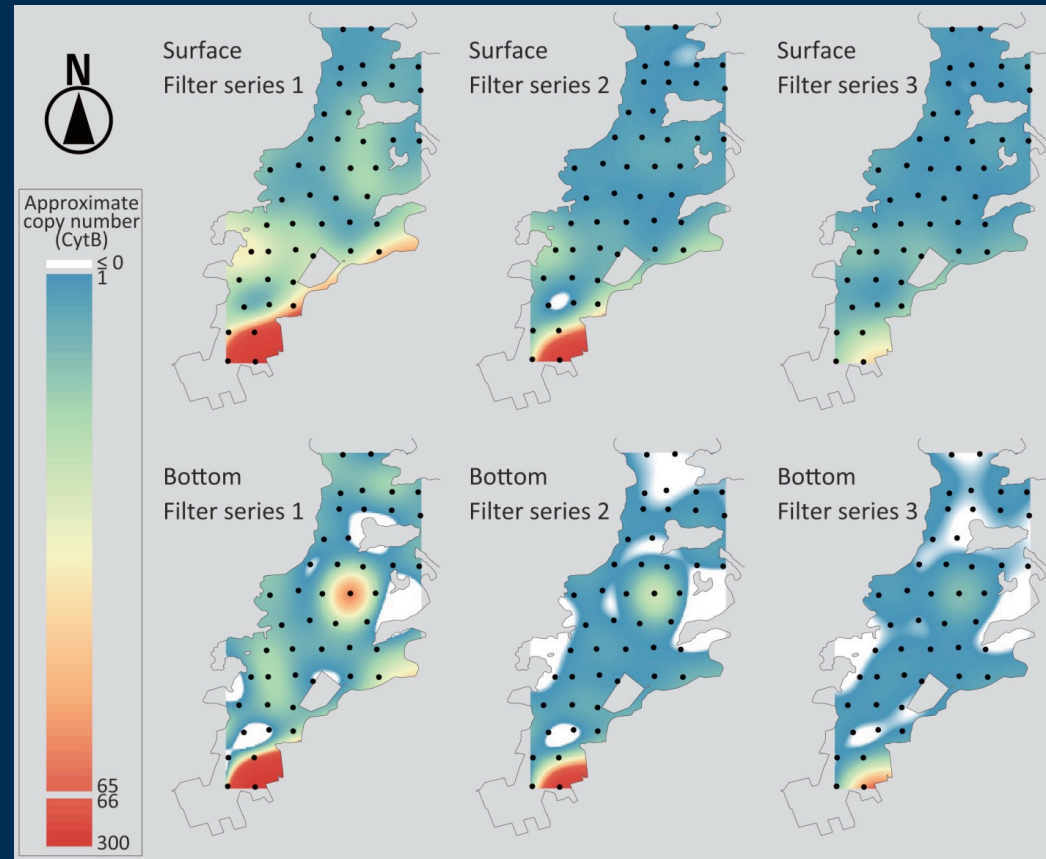 N
Surface
Filter series 1
Surface
Filter series 2
Surface
Filter series 3
Approximate
copy number
(CytB)
≤ 0
1
65
66
300
Bottom
Filter series 1
Bottom
Filter series 2
Bottom
Filter series 3